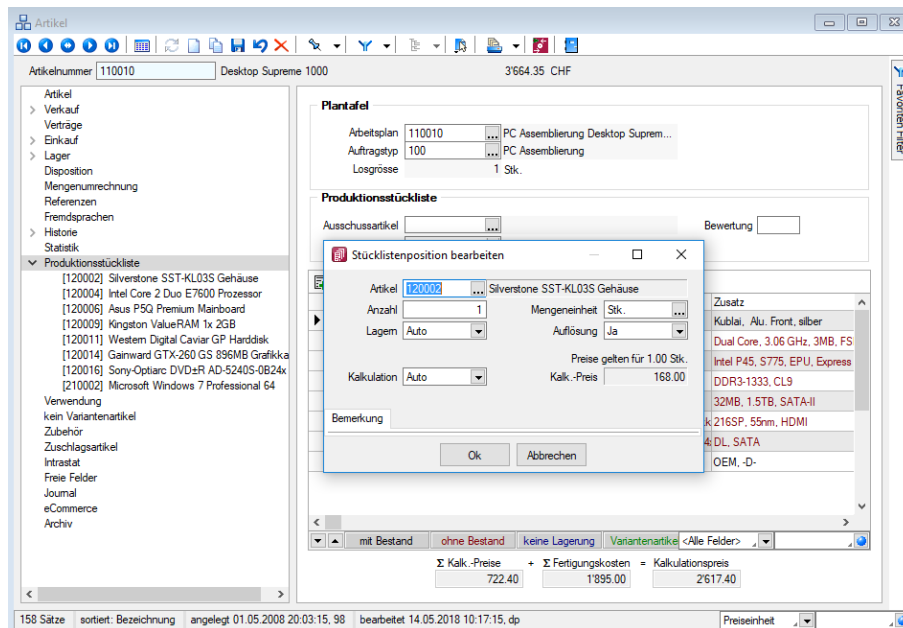 Artikel
Artikelnummer 110010 Desktop Supreme 1000 3'664.35 CHF
Favoriten Filter
Artikel
Verkauf
Verträge
Einkauf
Lager
Disposition
Mengenumrechnung
Referenzen
Fremdsprachen
Historie
Statistik
Produktionsstückliste
[120002] Silverstone SST-KL03S Gehäuse
[120004] Intel Core 2 Duo E7600 Prozessor
[120006] Asus P5Q Premium Mainboard
[120009] Kingston ValueRAM 1x 2GB
[120011] Western Digital Caviar GP Harddisk
[120014] Gainward GTX-260 GS 896MB Grafikka
[120016] Sony-Optiarc DVD±R AD-5240S-0B24x
[210002] Microsoft Windows 7 Professional 64
Verwendung
kein Variantenartikel
Zubehör
Zuschlagsartikel
Intrastat
Freie Felder
Journal
eCommerce
Archiv
Plantafel
Arbeitsplan 110010 ... PC Assemblierung Desktop Suprem...
Auftragstyp 100 ... PC Assemblierung
Losgrösse 1 Stk.
Produktionsstückliste
Ausschussartikel ... Bewertung
Stücklistenposition bearbeiten
Artikel 120002 ... Silverstone SST-KL03S Gehäuse
Anzahl 1 Mengeneinheit Stk. ...
Lagern Auto Auflösung Ja
Preise gelten für 1.00 Stk.
Kalkulation Auto Kalk.-Preis 168.00
Bemerkung
Ok Abbrechen
Zusatz
Kublai, Alu. Front, silber
Dual Core, 3.06 GHz, 3MB, FS
Intel P45, S775, EPU, Express
DDR3-1333, CL9
32MB, 1.5TB, SATA-II
216SP, 55nm, HDMI
DL, SATA
OEM, -D-
mit Bestand ohne Bestand keine Lagerung Variantenartike <Alle Felder>
Σ Kalk.-Preise + Σ Fertigungskosten = Kalkulationspreis
722.40 1'895.00 2'617.40
158 Sätze sortiert: Bezeichnung angelegt 01.05.2008 20:03:15, 98 bearbeitet 14.05.2018 10:17:15, dp Preiseinheit